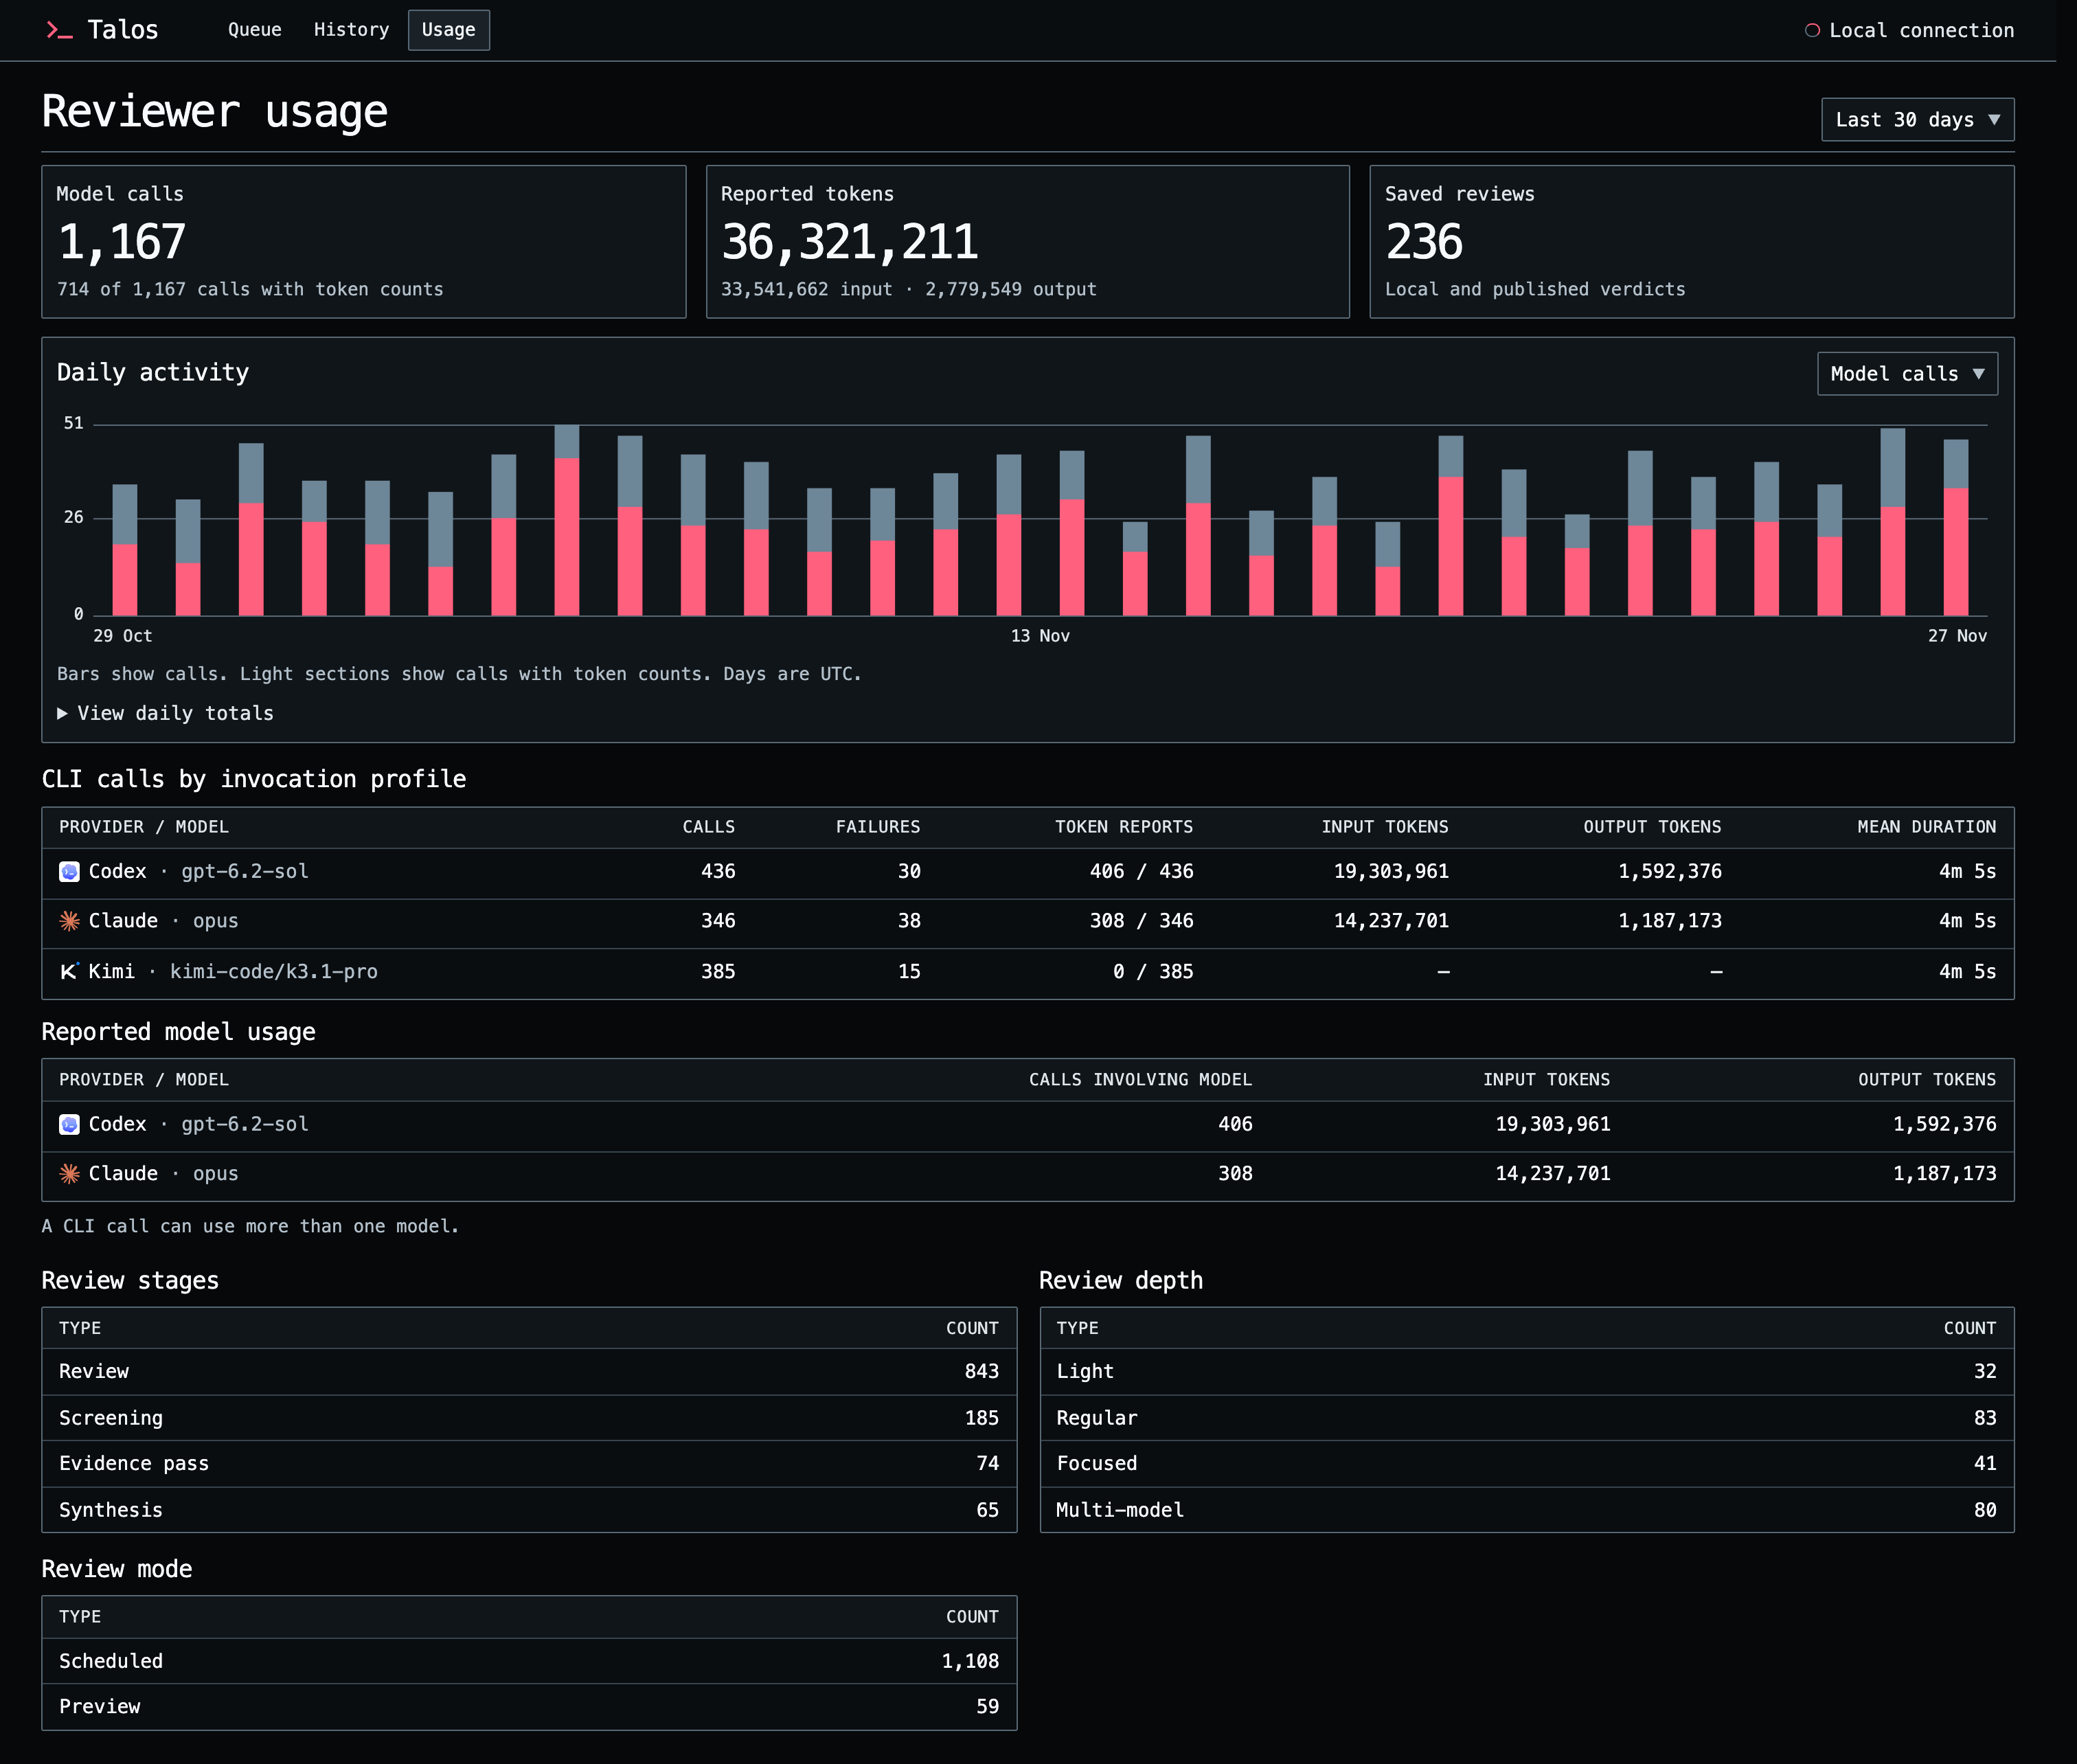 Talos Queue History Usage Local connection
Reviewer usage Last 30 days ▼
Model calls
1,167
714 of 1,167 calls with token counts
Reported tokens
36,321,211
33,541,662 input · 2,779,549 output
Saved reviews
236
Local and published verdicts
Daily activity Model calls ▼
51
26
0
29 Oct 13 Nov 27 Nov
Bars show calls. Light sections show calls with token counts. Days are UTC.
▶ View daily totals
CLI calls by invocation profile
PROVIDER / MODEL CALLS FAILURES TOKEN REPORTS INPUT TOKENS OUTPUT TOKENS MEAN DURATION
Codex · gpt-6.2-sol 436 30 406 / 436 19,303,961 1,592,376 4m 5s
Claude · opus 346 38 308 / 346 14,237,701 1,187,173 4m 5s
Kimi · kimi-code/k3.1-pro 385 15 0 / 385 — — 4m 5s
Reported model usage
PROVIDER / MODEL CALLS INVOLVING MODEL INPUT TOKENS OUTPUT TOKENS
Codex · gpt-6.2-sol 406 19,303,961 1,592,376
Claude · opus 308 14,237,701 1,187,173
A CLI call can use more than one model.
Review stages
TYPE COUNT
Review 843
Screening 185
Evidence pass 74
Synthesis 65
Review depth
TYPE COUNT
Light 32
Regular 83
Focused 41
Multi-model 80
Review mode
TYPE COUNT
Scheduled 1,108
Preview 59